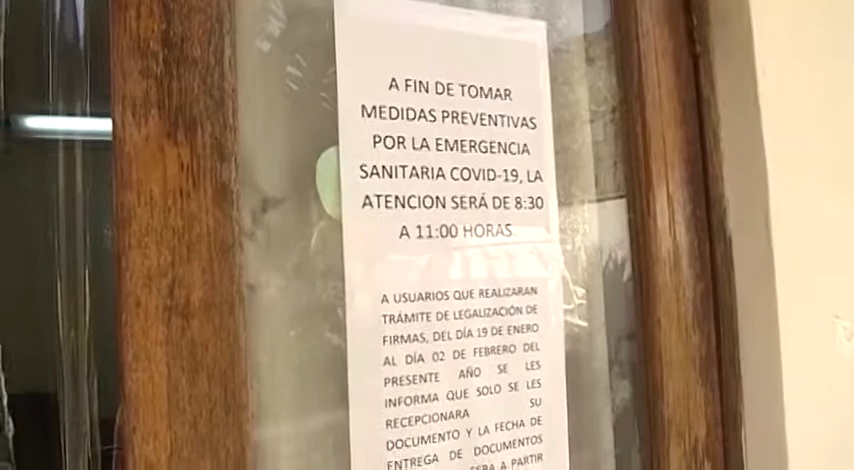 A FIN DE TOMAR
MEDIDAS PREVENTIVAS
POR LA EMERGENCIA
SANITARIA COVID-19, LA
ATENCION SERÁ DE 8:30
A 11:00 HORAS.
A USUARIOS QUE REALIZARAN
TRÁMITE DE LEGALIZACIÓN DE
FIRMAS, DEL DÍA 19 DE ENERO
AL DÍA 02 DE FEBRERO DEL
PRESENTE AÑO SE LES
INFORMA QUE SOLO SE LES
RECEPCIONARA SU
DOCUMENTO Y LA FECHA DE
ENTREGA DE DOCUMENTOS
SERA A PARTIR